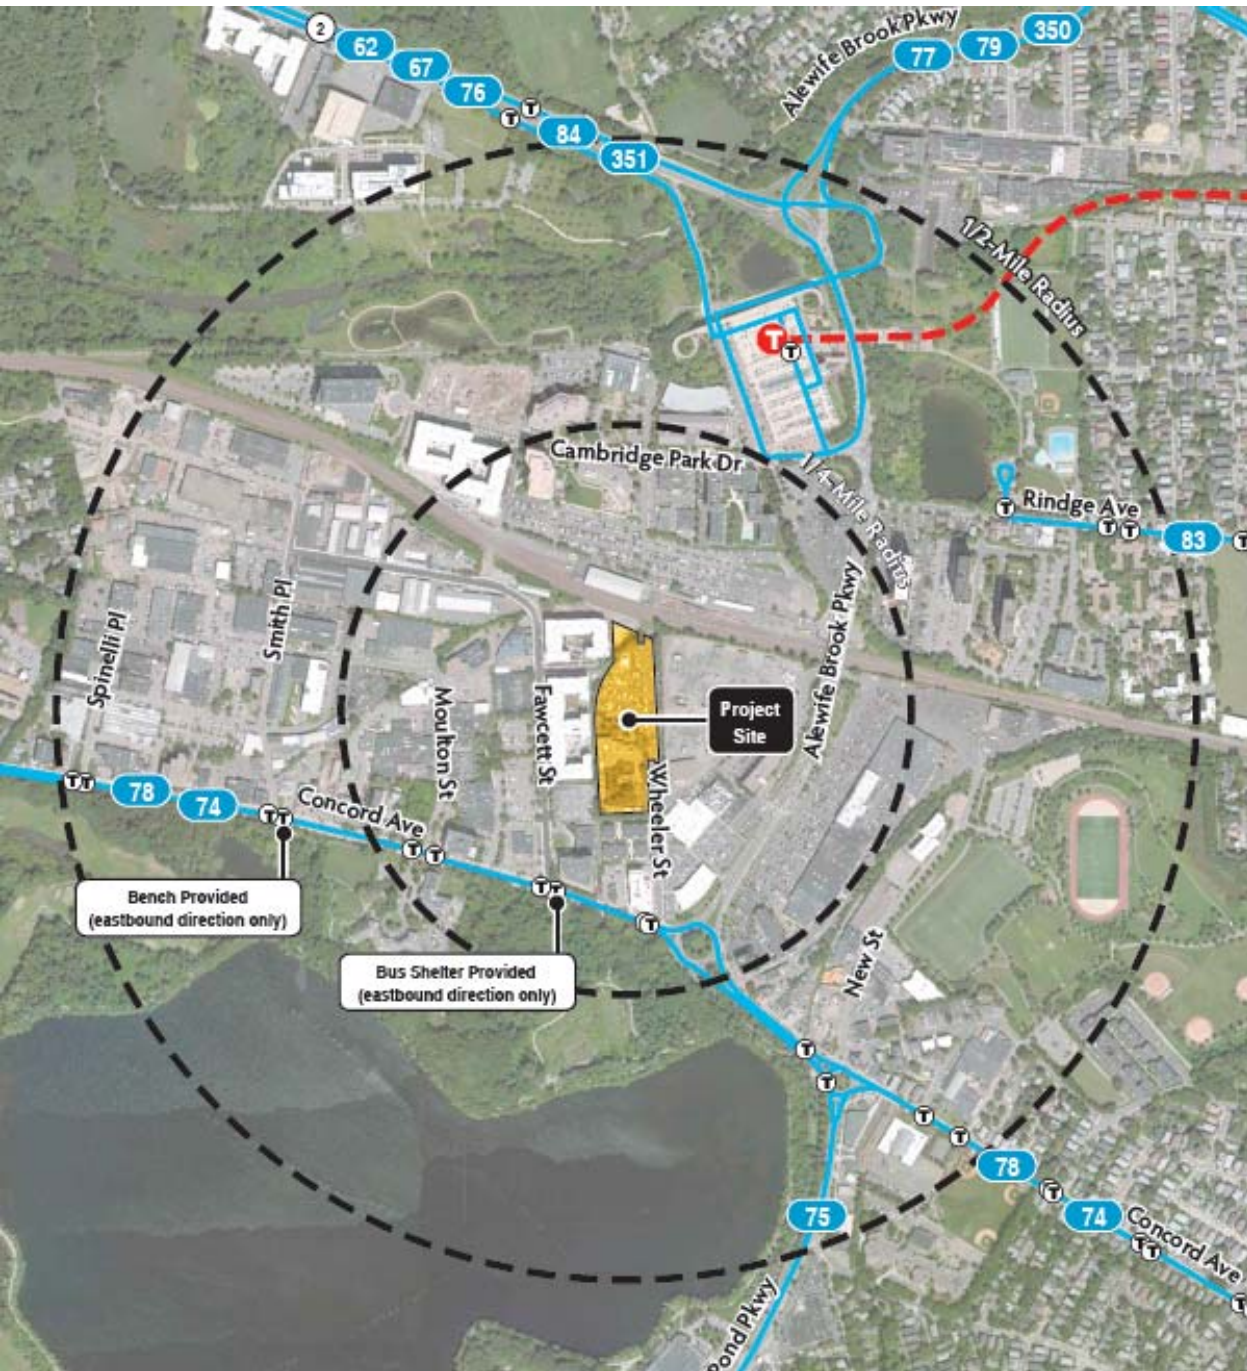 2
62
67
76
84
351
Alewife Brook Pkwy
77
79
350
1/2-Mile Radius
T
T
T
T
Cambridge Park Dr
1/4-Mile Radius
T
Rindge Ave
T
T
83
T
Alewife Brook Pkwy
Spinelli Pl
Smith Pl
Moulton St
Fawcett St
Project
Site
Wheeler St
T
T
78
74
T
T
Concord Ave
T
T
Bench Provided
(eastbound direction only)
T
T
T
Bus Shelter Provided
(eastbound direction only)
New St
T
T
T
T
78
T
75
74
Concord Ave
T
T
T
pond Pkwy